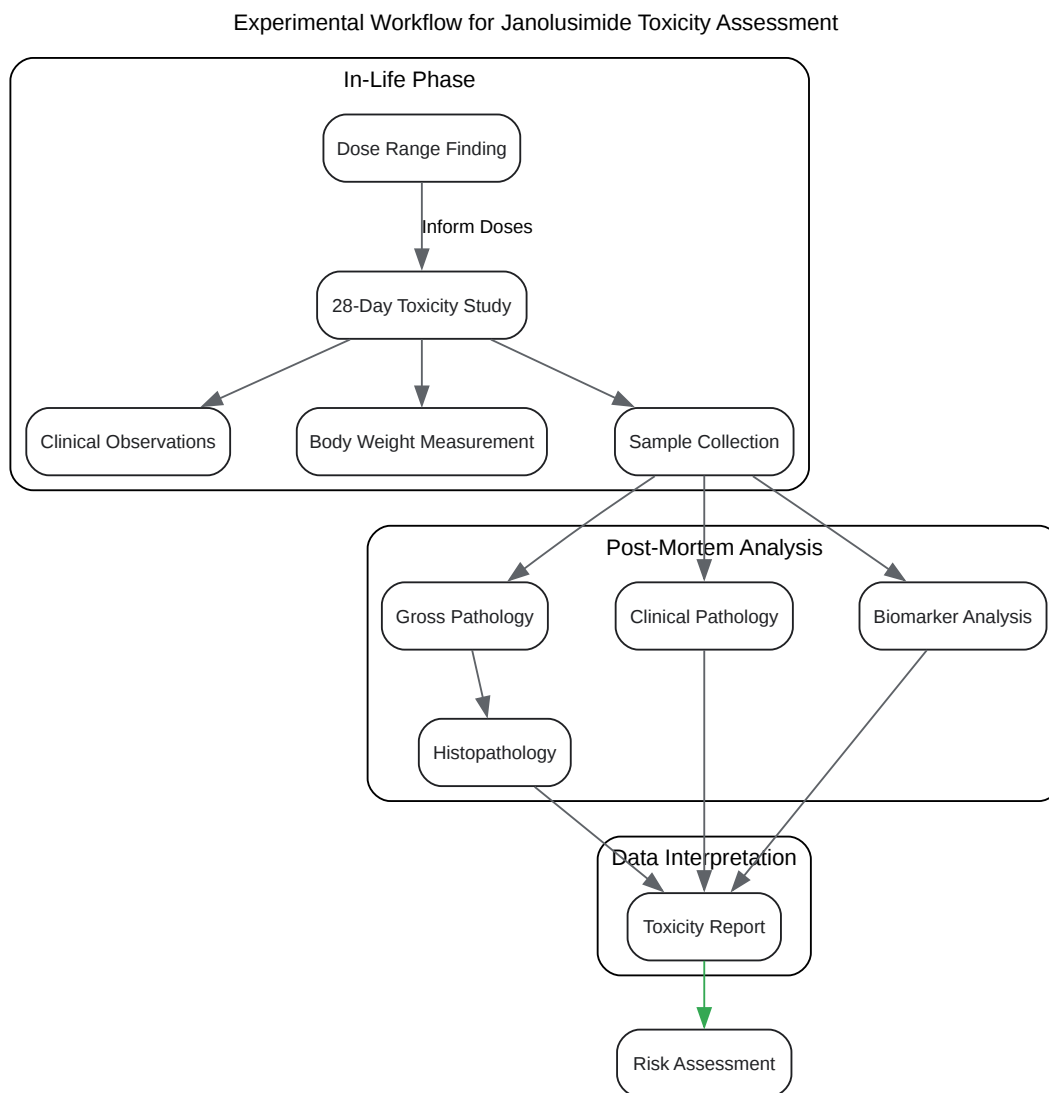 Experimental Workflow for Janolusimide Toxicity Assessment
In-Life Phase
Dose Range Finding
Inform Doses
28-Day Toxicity Study
Clinical Observations
Body Weight Measurement
Sample Collection
Post-Mortem Analysis
Gross Pathology
Clinical Pathology
Biomarker Analysis
Histopathology
Data Interpretation
Toxicity Report
Risk Assessment